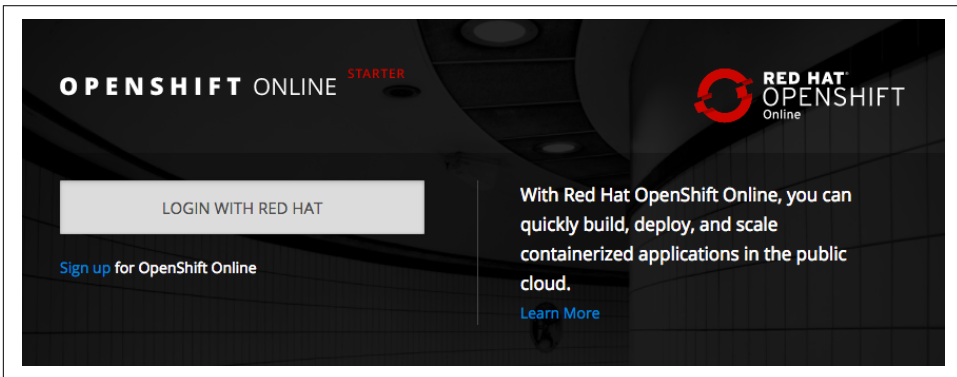 OPENSHIFT ONLINE STARTER
RED HAT®
OPENSHIFT
Online
LOGIN WITH RED HAT
Sign up for OpenShift Online
With Red Hat OpenShift Online, you can
quickly build, deploy, and scale
containerized applications in the public
cloud.
Learn More